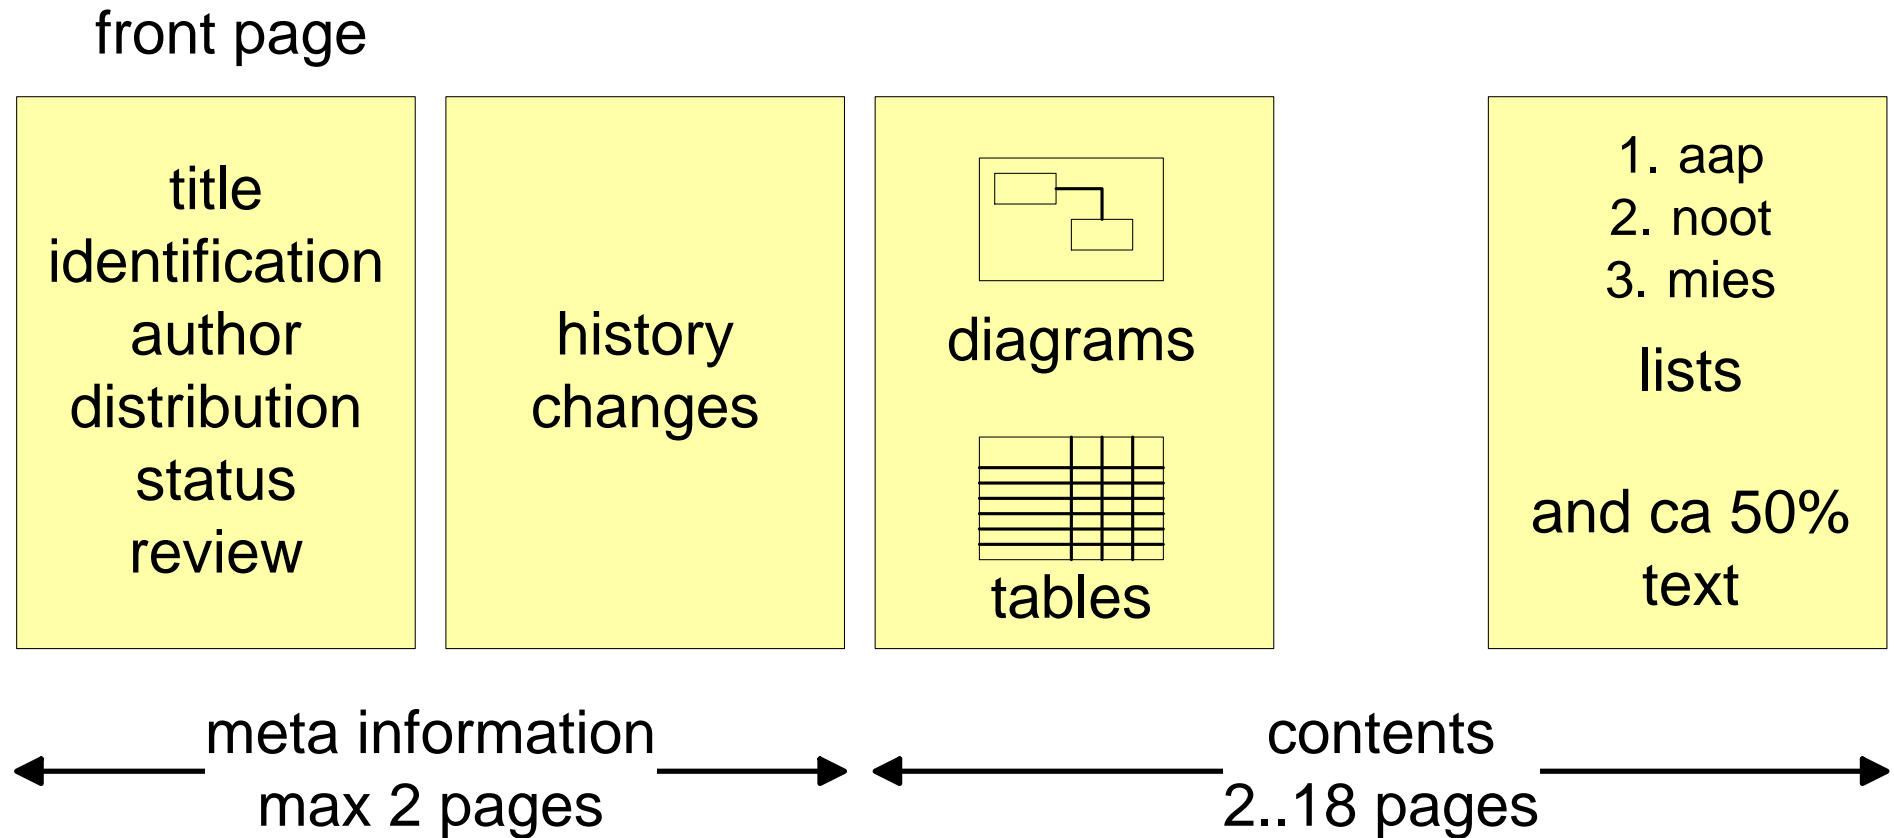 front page
title
identification
author
distribution
status
review
history
changes
diagrams
tables
1. aap
2. noot
3. mies
lists
and ca 50%
text
meta information
max 2 pages
contents
2..18 pages